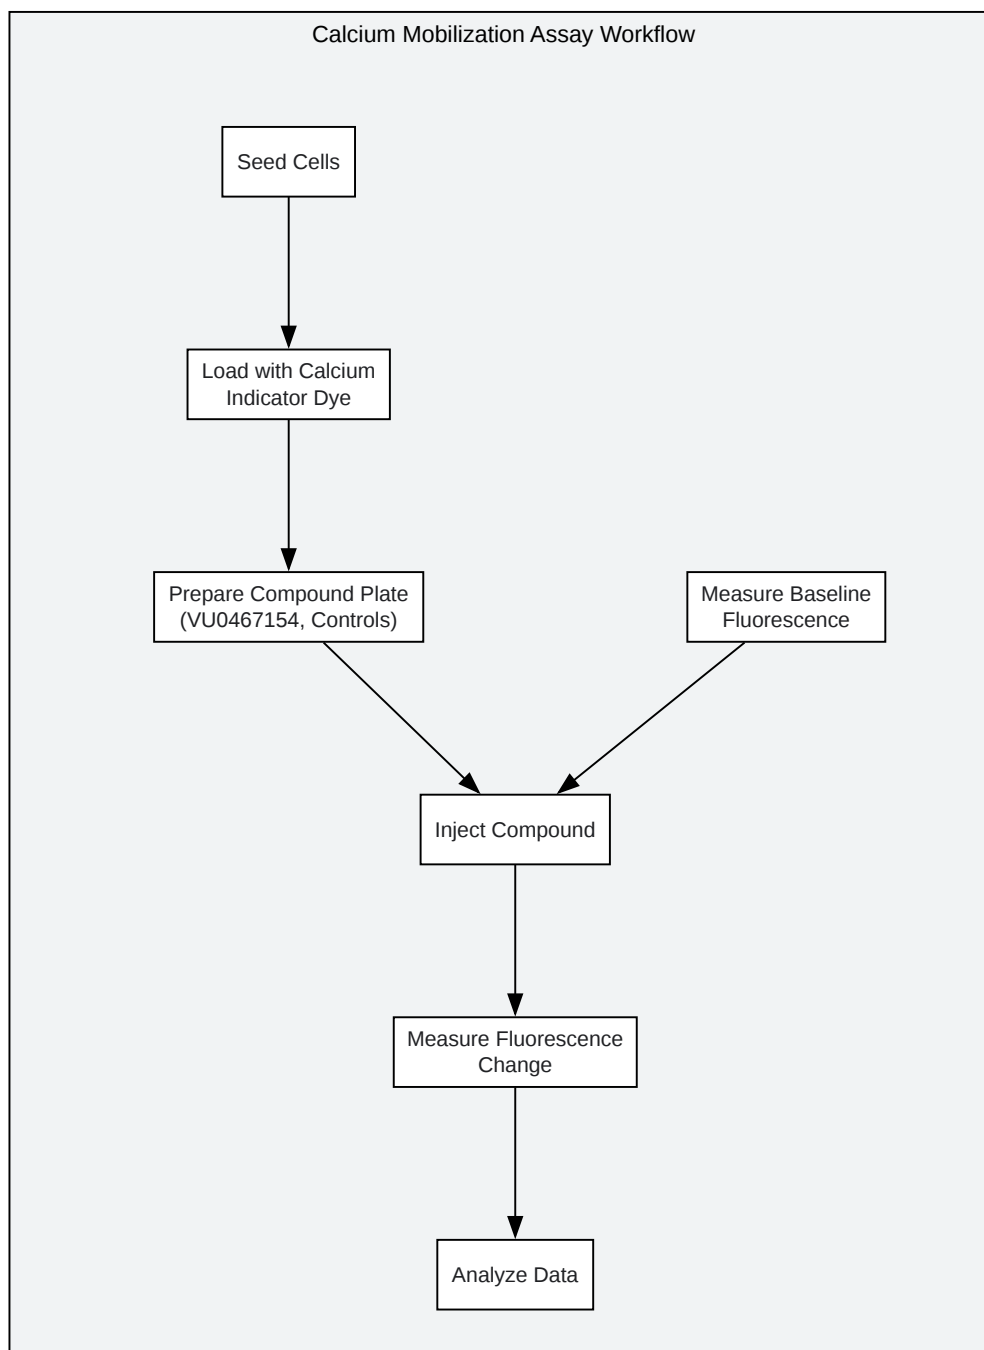 Calcium Mobilization Assay Workflow
Seed Cells
Load with Calcium
Indicator Dye
Prepare Compound Plate
(VU0467154, Controls)
Measure Baseline
Fluorescence
Inject Compound
Measure Fluorescence
Change
Analyze Data